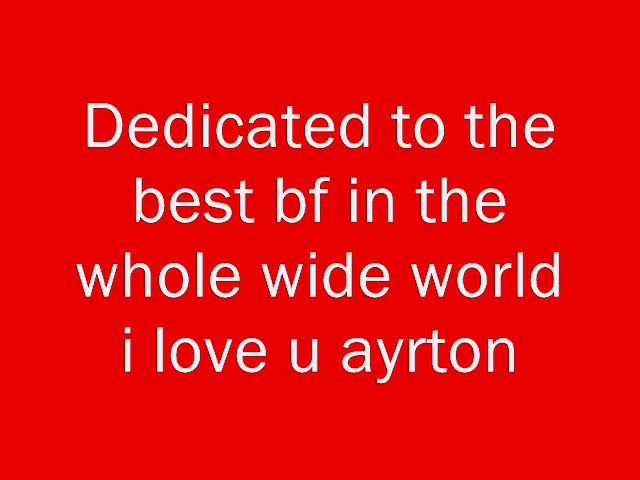 Dedicated to the
best bf in the
whole wide world
i love u ayrton